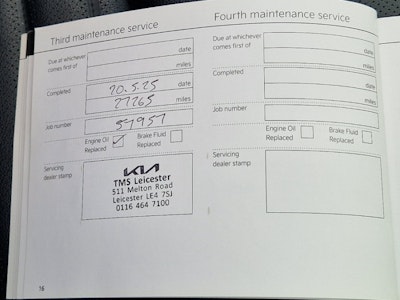 Third maintenance service
Due at whichever
comes first of
date
miles
Completed
20.5.25 date
27265 miles
Job number
57957
Engine Oil
Replaced ✓
Brake Fluid
Replaced
Servicing
dealer stamp
KIA
TMS Leicester
511 Melton Road
Leicester LE4 7SJ
0116 464 7100
16
Fourth maintenance service
Due at whichever
comes first of
date
miles
Completed
date
miles
Job number
Engine Oil
Replaced
Brake Fluid
Replaced
Servicing
dealer stamp